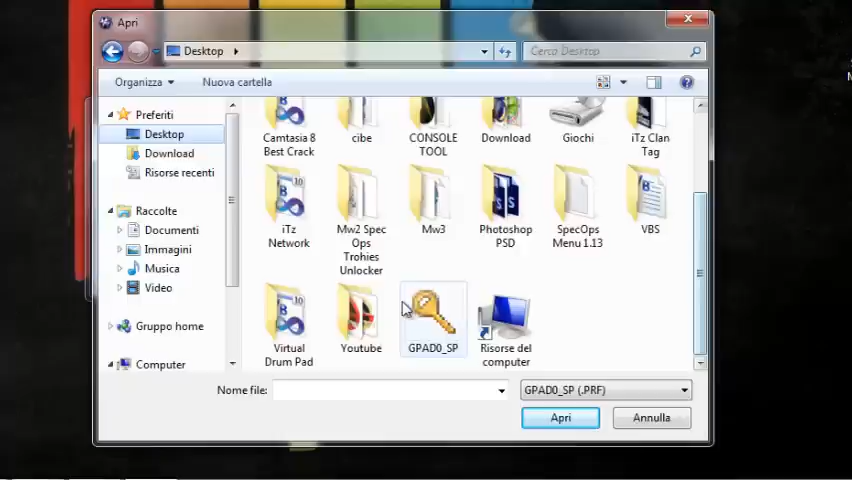 Apri
Desktop
Cerca Desktop
Organizza
Nuova cartella
Preferiti
Desktop
Download
Risorse recenti
Raccolte
Documenti
Immagini
Musica
Video
Gruppo home
Computer
Camtasia 8
Best Crack
cibe
CONSOLE
TOOL
Download
Giochi
iTz Clan
Tag
iTz
Network
Mw2 Spec
Ops
Trohies
Unlocker
Mw3
Photoshop
PSD
SpecOps
Menu 1.13
VBS
Virtual
Drum Pad
Youtube
GPAD0_SP
Risorse del
computer
Nome file:
GPAD0_SP (.PRF)
Apri
Annulla